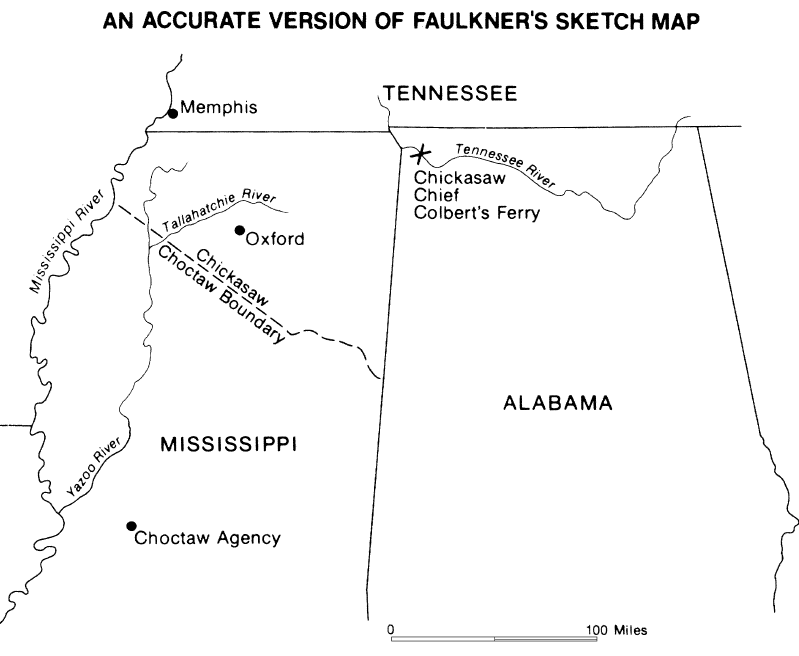 AN ACCURATE VERSION OF FAULKNER'S SKETCH MAP
TENNESSEE
Memphis
Tennessee River
Chickasaw
Chief
Colbert's Ferry
Mississippi River
Tallahatchie River
Oxford
Chickasaw
Choctaw Boundary
ALABAMA
MISSISSIPPI
Yazoo River
Choctaw Agency
0 100 Miles